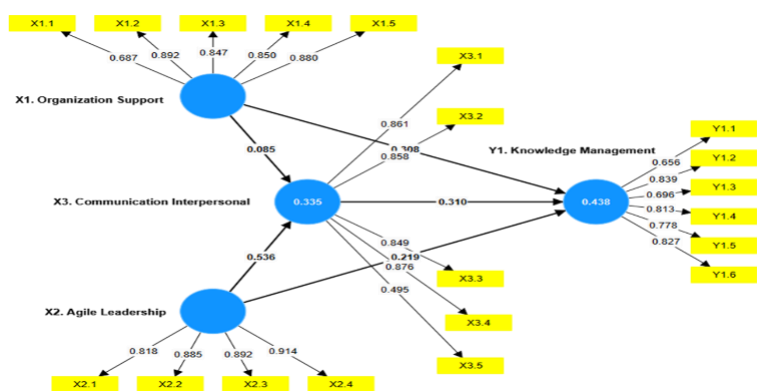 X1.1 X1.2 X1.3 X1.4 X1.5
0.687 0.892 0.847 0.850 0.880
X1. Organization Support
X3.1
0.861
X3.2
0.858
0.308
0.085
Y1. Knowledge Management
X3. Communication Interpersonal
0.335
0.310
0.438
Y1.1
0.656
Y1.2
0.839
Y1.3
0.696
Y1.4
0.813
Y1.5
0.778
Y1.6
0.827
0.536
0.849
0.219
0.876
0.495
X3.3
X3.4
X3.5
X2. Agile Leadership
0.818 0.885 0.892 0.914
X2.1 X2.2 X2.3 X2.4